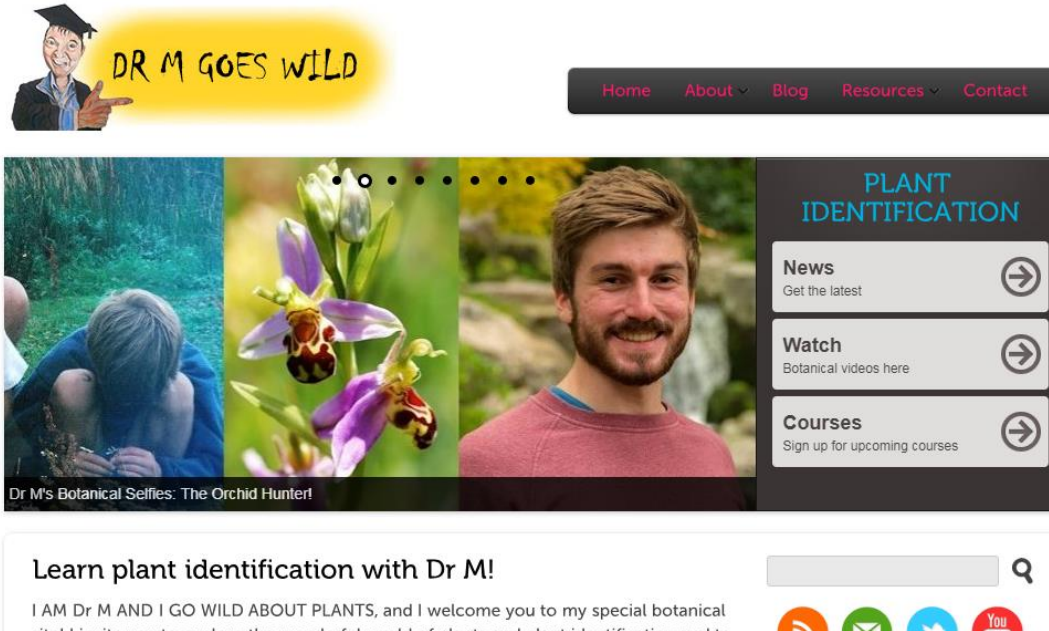 DR M GOES WILD
Home About Blog Resources Contact
PLANT
IDENTIFICATION
News
Get the latest
Watch
Botanical videos here
Courses
Sign up for upcoming courses
Dr M's Botanical Selfies: The Orchid Hunter!
Learn plant identification with Dr M!
I AM Dr M AND I GO WILD ABOUT PLANTS, and I welcome you to my special botanical
You